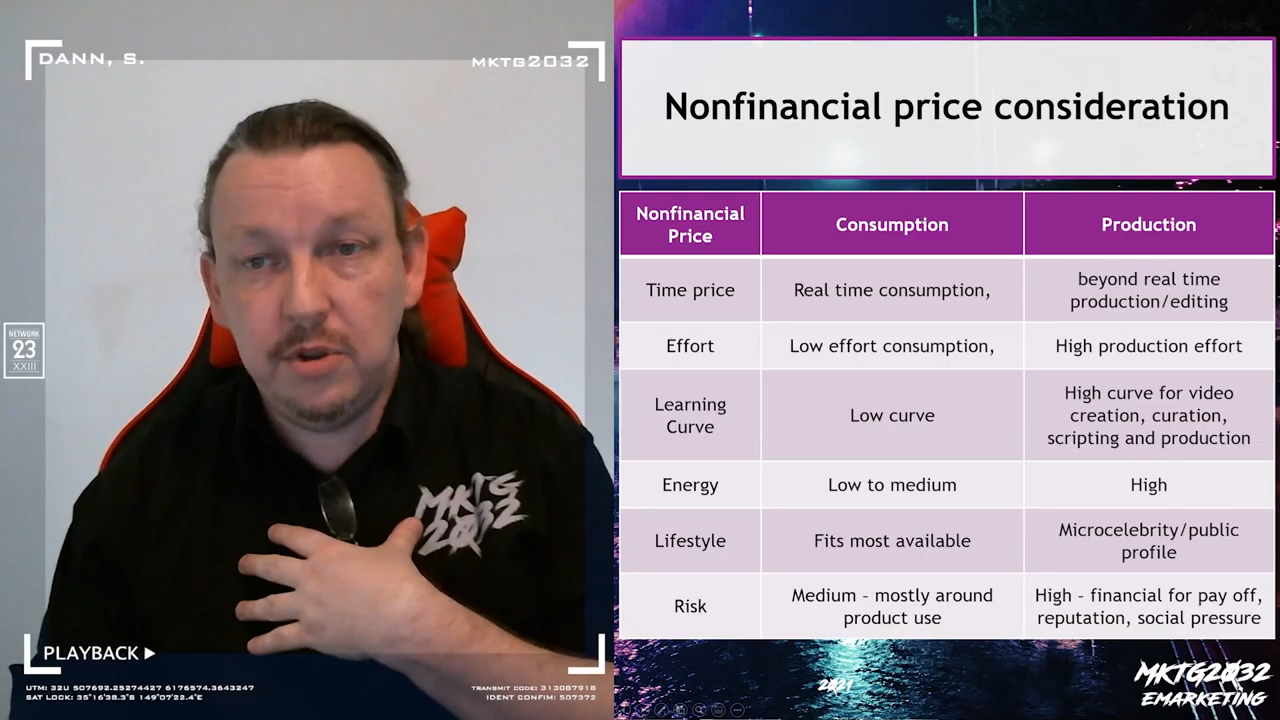 DANN, S.
MKTG2032
NETWORK
23
XXIII
MKTG
2032
PLAYBACK
UTM: 32U 507692.25274427 6176574.3643247
SAT LOCK: 35°16'38.3"S 149°07'22.4"E
TRANSMIT CODE: 313087918
IDENT CONFIM: 507372
Nonfinancial price consideration
Nonfinancial
Price
Consumption
Production
Time price
Real time consumption,
beyond real time
production/editing
Effort
Low effort consumption,
High production effort
Learning
Curve
Low curve
High curve for video
creation, curation,
scripting and production
Energy
Low to medium
High
Lifestyle
Fits most available
Microcelebrity/public
profile
Risk
Medium – mostly around
product use
High – financial for pay off,
reputation, social pressure
2021
MKTG2032
EMARKETING